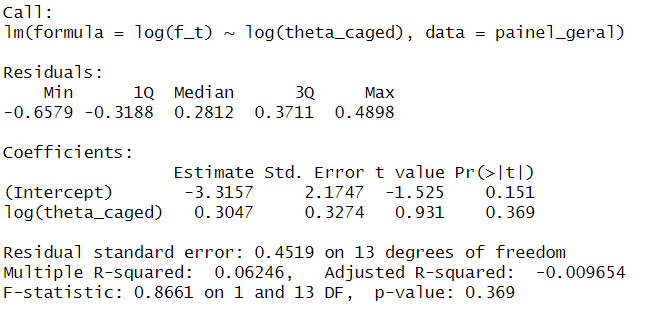 Call:
lm(formula = log(f_t) ~ log(theta_caged), data = painel_geral)
Residuals:
Min 1Q Median 3Q Max
-0.6579 -0.3188 0.2812 0.3711 0.4898
Coefficients:
Estimate Std. Error t value Pr(>|t|)
(Intercept) -3.3157 2.1747 -1.525 0.151
log(theta_caged) 0.3047 0.3274 0.931 0.369
Residual standard error: 0.4519 on 13 degrees of freedom
Multiple R-squared: 0.06246, Adjusted R-squared: -0.009654
F-statistic: 0.8661 on 1 and 13 DF, p-value: 0.369